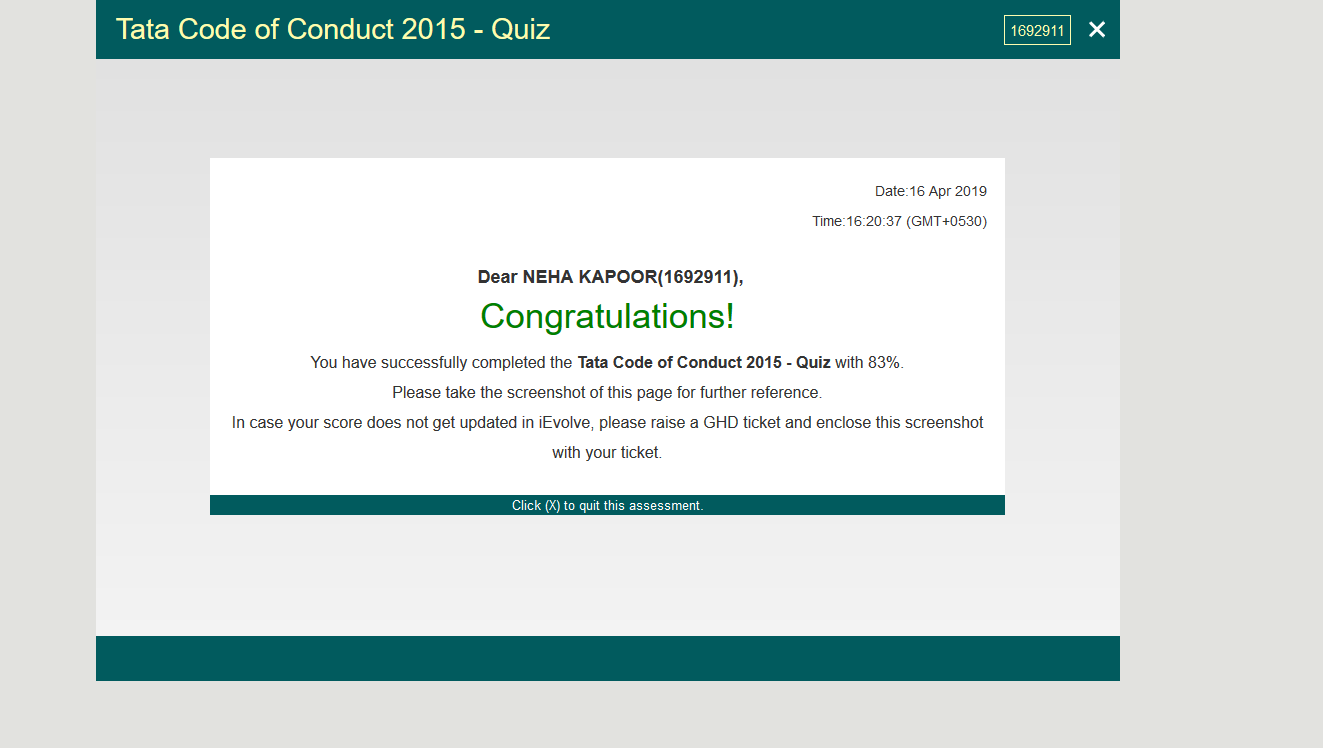 Tata Code of Conduct 2015 - Quiz
1692911
Date:16 Apr 2019
Time:16:20:37 (GMT+0530)
Dear NEHA KAPOOR(1692911),
Congratulations!
You have successfully completed the Tata Code of Conduct 2015 - Quiz with 83%.
Please take the screenshot of this page for further reference.
In case your score does not get updated in iEvolve, please raise a GHD ticket and enclose this screenshot
with your ticket.
Click (X) to quit this assessment.